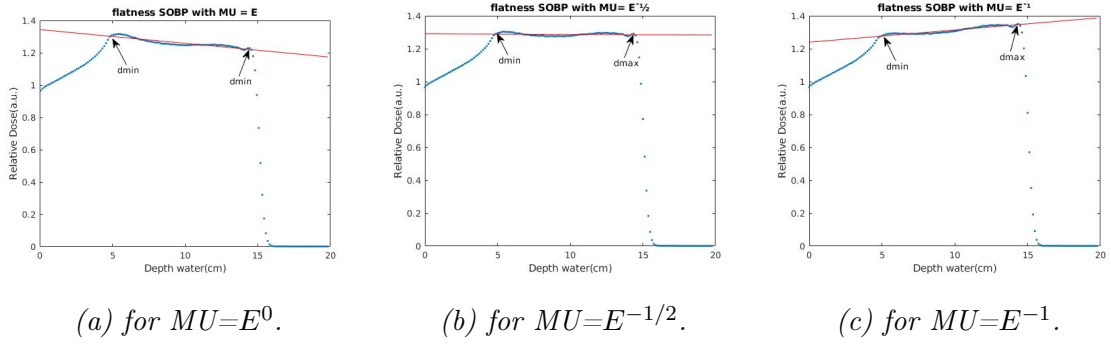 flatness SOBP with MU = E
1.4
1.2
1
0.8
0.6
0.4
0.2
0
Relative Dose(a.u.)
dmin
dmin
0 5 10 15 20
Depth water(cm)
(a) for MU=E⁰.
flatness SOBP with MU= E⁻½
1.4
1.2
1
0.8
0.6
0.4
0.2
0
Relative Dose(a.u.)
dmin
dmax
0 5 10 15 20
Depth water(cm)
(b) for MU=E⁻¹/².
flatness SOBP with MU= E⁻¹
1.4
1.2
1
0.8
0.6
0.4
0.2
0
Relative Dose(a.u.)
dmin
dmax
0 5 10 15 20
Depth water(cm)
(c) for MU=E⁻¹.